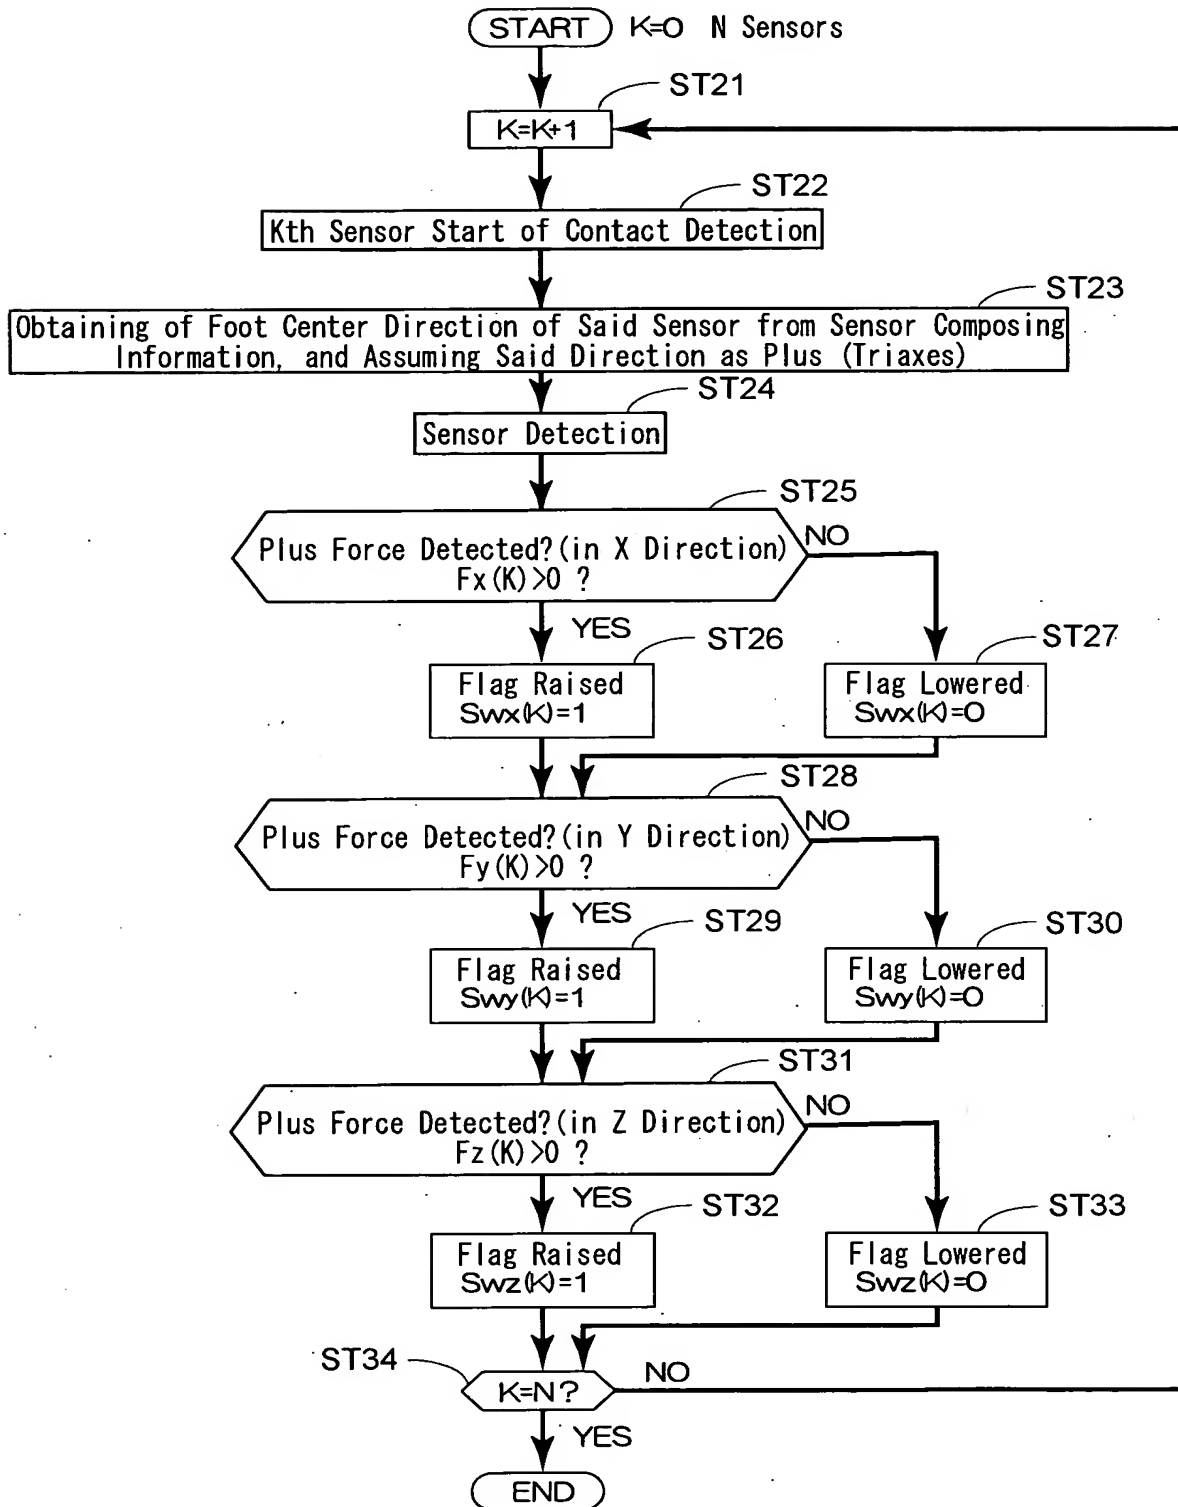 START K=0 N Sensors
ST21
K=K+1
ST22
Kth Sensor Start of Contact Detection
ST23
Obtaining of Foot Center Direction of Said Sensor from Sensor Composing
Information, and Assuming Said Direction as Plus (Triaxes)
ST24
Sensor Detection
ST25
Plus Force Detected?(in X Direction)
Fx(K)>0 ?
NO
YES
ST26
Flag Raised
Swx(K)=1
ST27
Flag Lowered
Swx(K)=0
ST28
Plus Force Detected?(in Y Direction)
Fy(K)>0 ?
NO
YES
ST29
Flag Raised
Swy(K)=1
ST30
Flag Lowered
Swy(K)=0
ST31
Plus Force Detected?(in Z Direction)
Fz(K)>0 ?
NO
YES
ST32
Flag Raised
Swz(K)=1
ST33
Flag Lowered
Swz(K)=0
ST34
K=N?
NO
YES
END